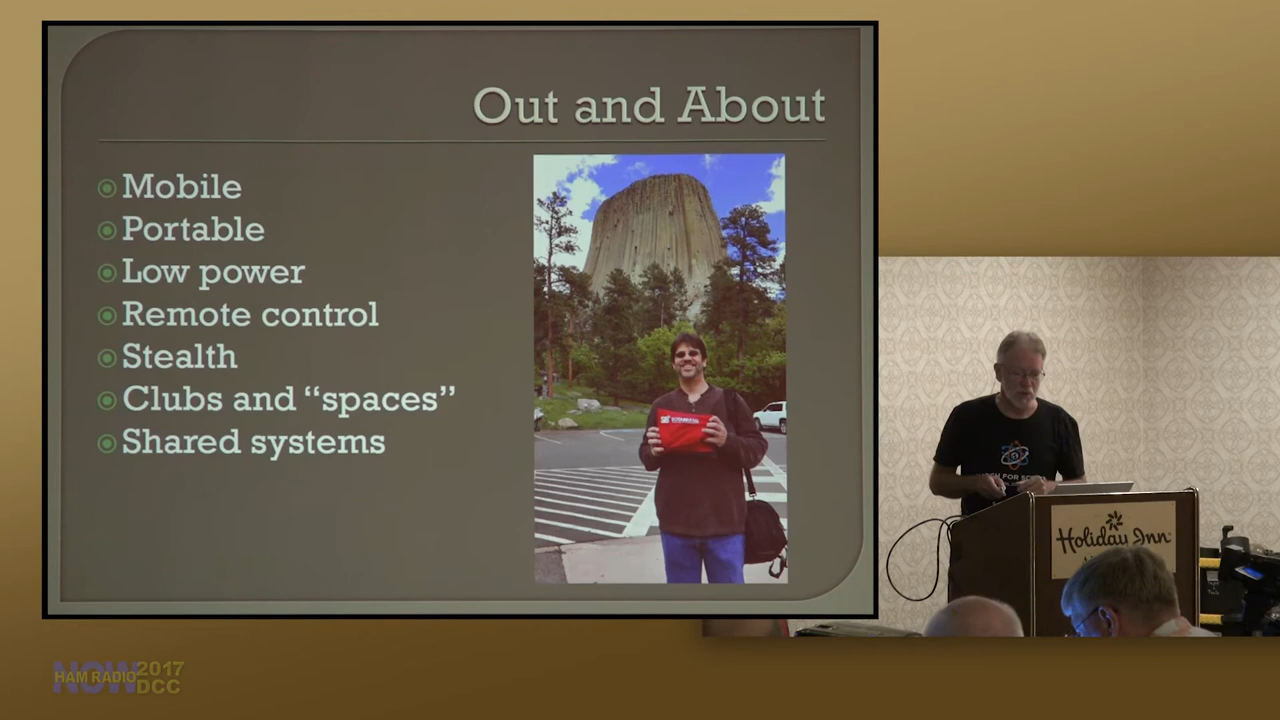 Out and About
Mobile
Portable
Low power
Remote control
Stealth
Clubs and “spaces”
Shared systems
Holiday Inn
NOW
HAM RADIO
2017
DCC